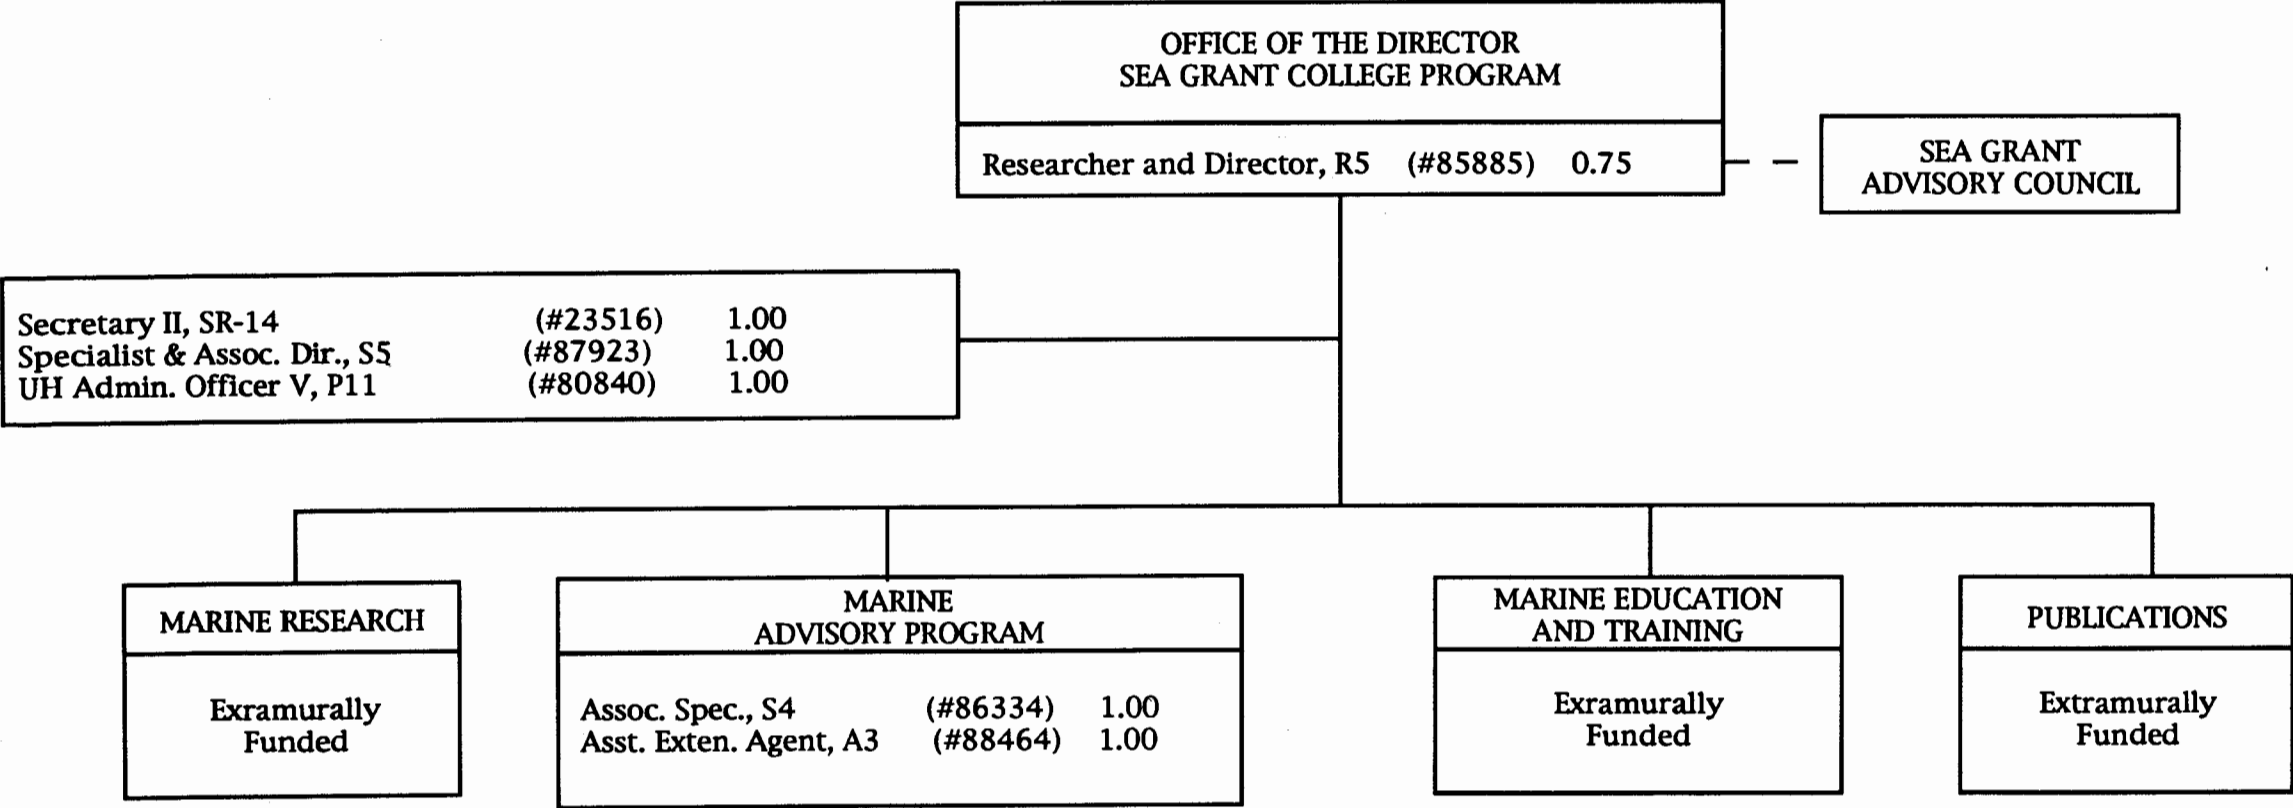 OFFICE OF THE DIRECTOR
SEA GRANT COLLEGE PROGRAM
Researcher and Director, R5 (#85885) 0.75
SEA GRANT
ADVISORY COUNCIL
Secretary II, SR-14 (#23516) 1.00
Specialist & Assoc. Dir., S5 (#87923) 1.00
UH Admin. Officer V, P11 (#80840) 1.00
MARINE RESEARCH
Exramurally
Funded
MARINE
ADVISORY PROGRAM
Assoc. Spec., S4 (#86334) 1.00
Asst. Exten. Agent, A3 (#88464) 1.00
MARINE EDUCATION
AND TRAINING
Exramurally
Funded
PUBLICATIONS
Extramurally
Funded